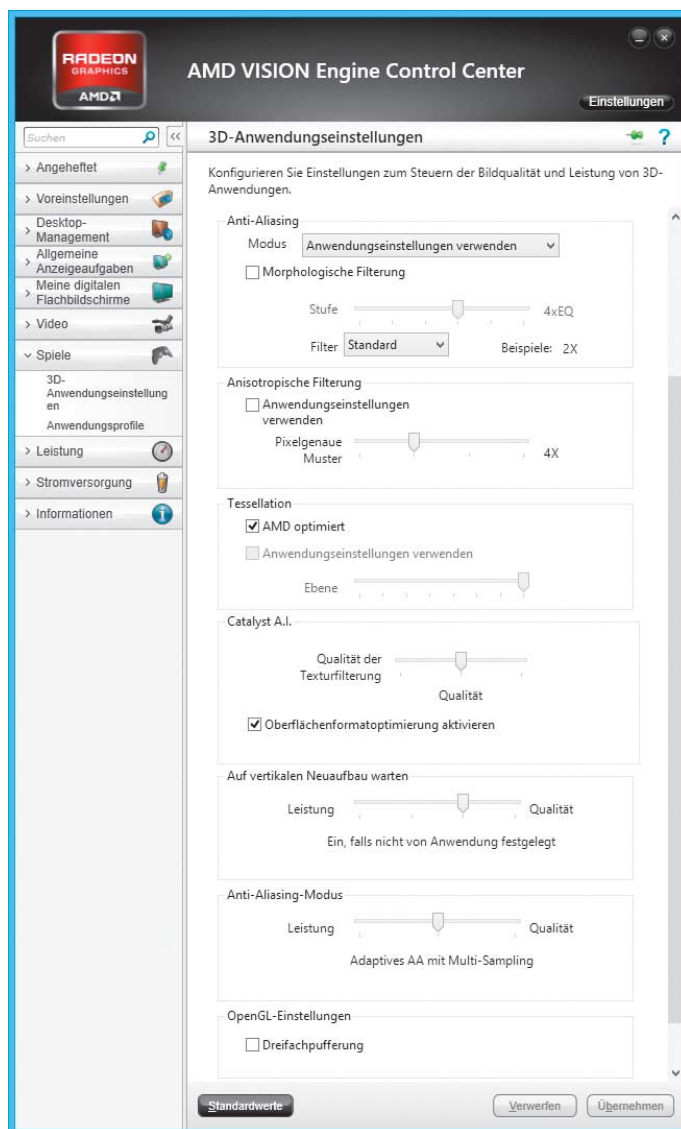 RADEON
GRAPHICS
AMD
AMD VISION Engine Control Center
Einstellungen
Suchen
<<
3D-Anwendungseinstellungen
?
> Angeheftet
> Voreinstellungen
> Desktop-
Management
> Allgemeine
Anzeigeaufgaben
> Meine digitalen
Flachbildschirme
> Video
Spiele
3D-
Anwendungseinstellung
en
Anwendungsprofile
> Leistung
> Stromversorgung
> Informationen
Konfigurieren Sie Einstellungen zum Steuern der Bildqualität und Leistung von 3D-
Anwendungen.
Anti-Aliasing
Modus Anwendungseinstellungen verwenden
Morphologische Filterung
Stufe 4xEQ
Filter Standard Beispiele: 2X
Anisotropische Filterung
Anwendungseinstellungen
verwenden
Pixelgenaue
Muster 4X
Tessellation
AMD optimiert
Anwendungseinstellungen verwenden
Ebene
Catalyst A.I.
Qualität der
Texturfilterung
Qualität
Oberflächenformatoptimierung aktivieren
Auf vertikalen Neuaufbau warten
Leistung Qualität
Ein, falls nicht von Anwendung festgelegt
Anti-Aliasing-Modus
Leistung Qualität
Adaptives AA mit Multi-Sampling
OpenGL-Einstellungen
Dreifachpufferung
Standardwerte Verwerfen Übernehmen